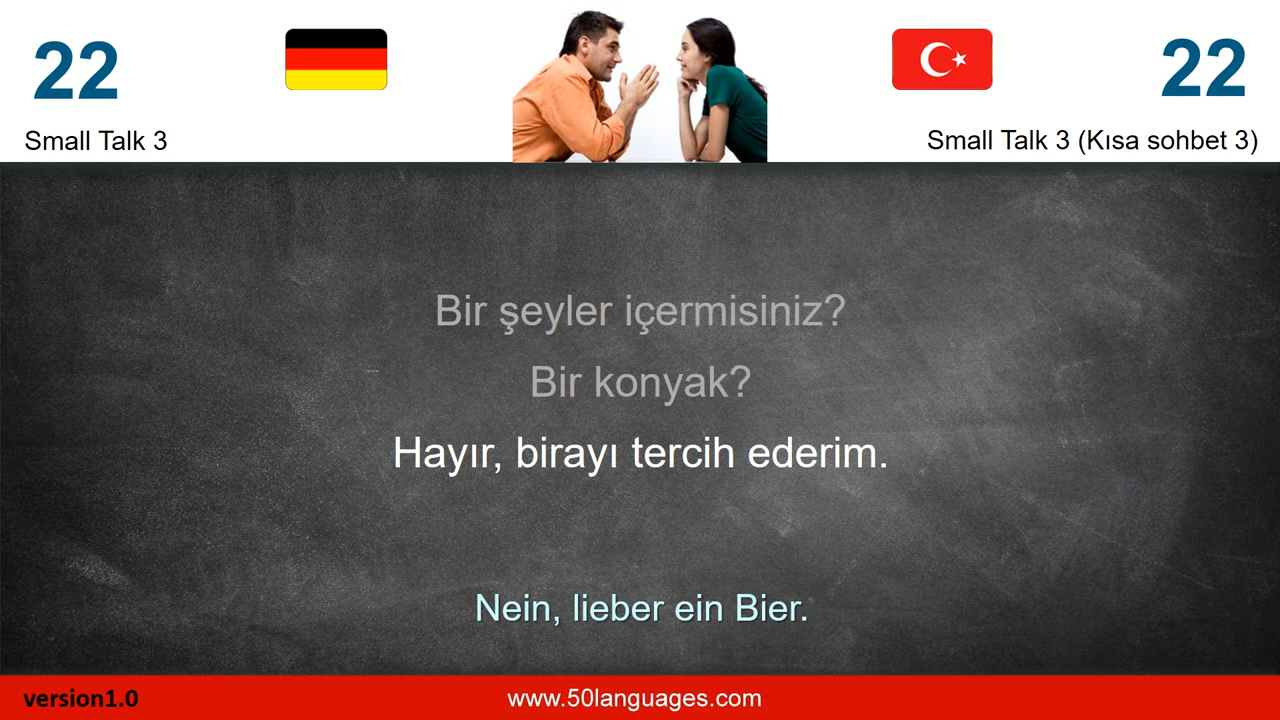 22
22
Small Talk 3
Small Talk 3 (Kısa sohbet 3)
Bir şeyler içermisiniz?
Bir konyak?
Hayır, birayı tercih ederim.
Nein, lieber ein Bier.
version1.0
www.50languages.com